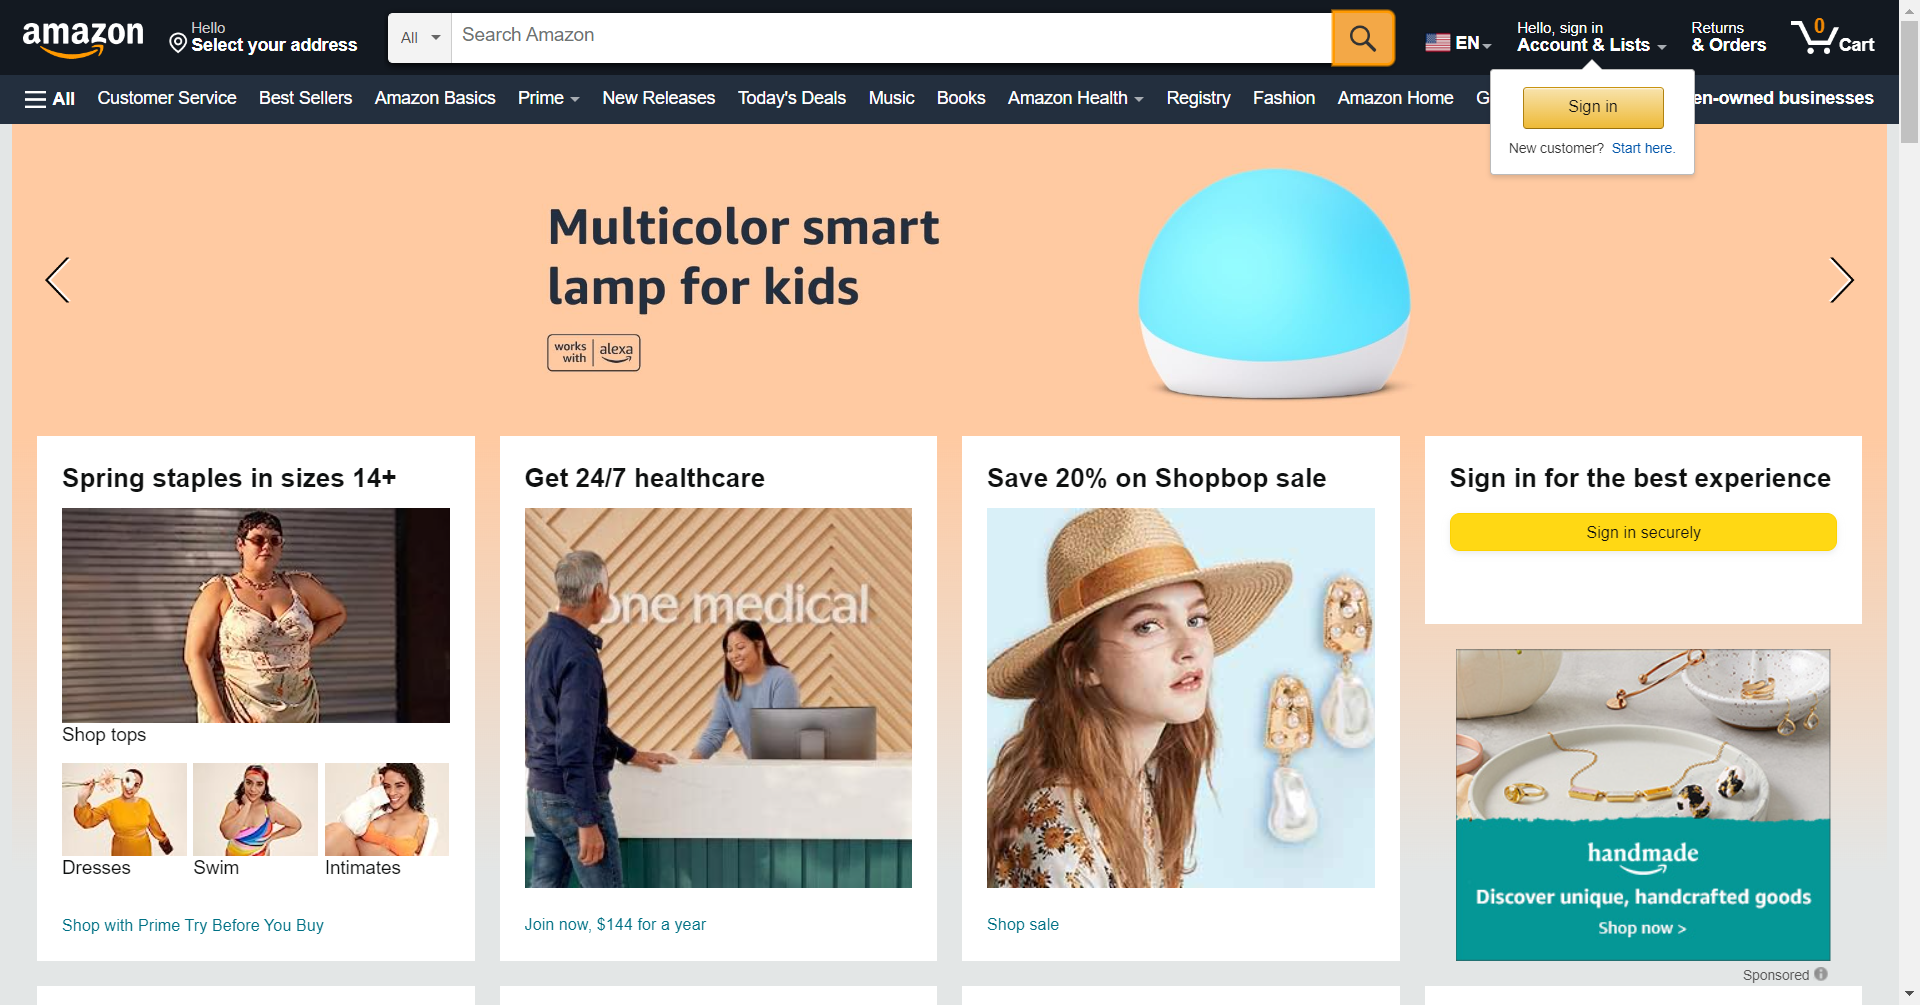 amazon
Hello
Select your address
All
Search Amazon
EN
Hello, sign in
Account & Lists
Returns
& Orders
0
Cart
All
Customer Service
Best Sellers
Amazon Basics
Prime
New Releases
Today's Deals
Music
Books
Amazon Health
Registry
Fashion
Amazon Home
G
en-owned businesses
Sign in
New customer? Start here.
Multicolor smart
lamp for kids
works
with
alexa
Spring staples in sizes 14+
Shop tops
Dresses
Swim
Intimates
Shop with Prime Try Before You Buy
Get 24/7 healthcare
one medical
Join now, $144 for a year
Save 20% on Shopbop sale
Shop sale
Sign in for the best experience
Sign in securely
handmade
Discover unique, handcrafted goods
Shop now >
Sponsored